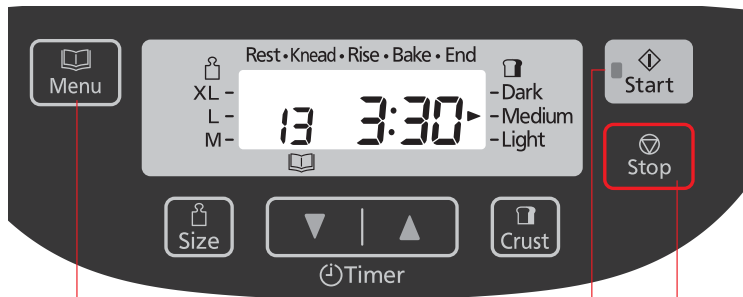 Menu
Rest • Knead • Rise • Bake • End
XL –
L –
M –
13
3:30
– Dark
– Medium
– Light
Start
Stop
Size
Timer
Crust